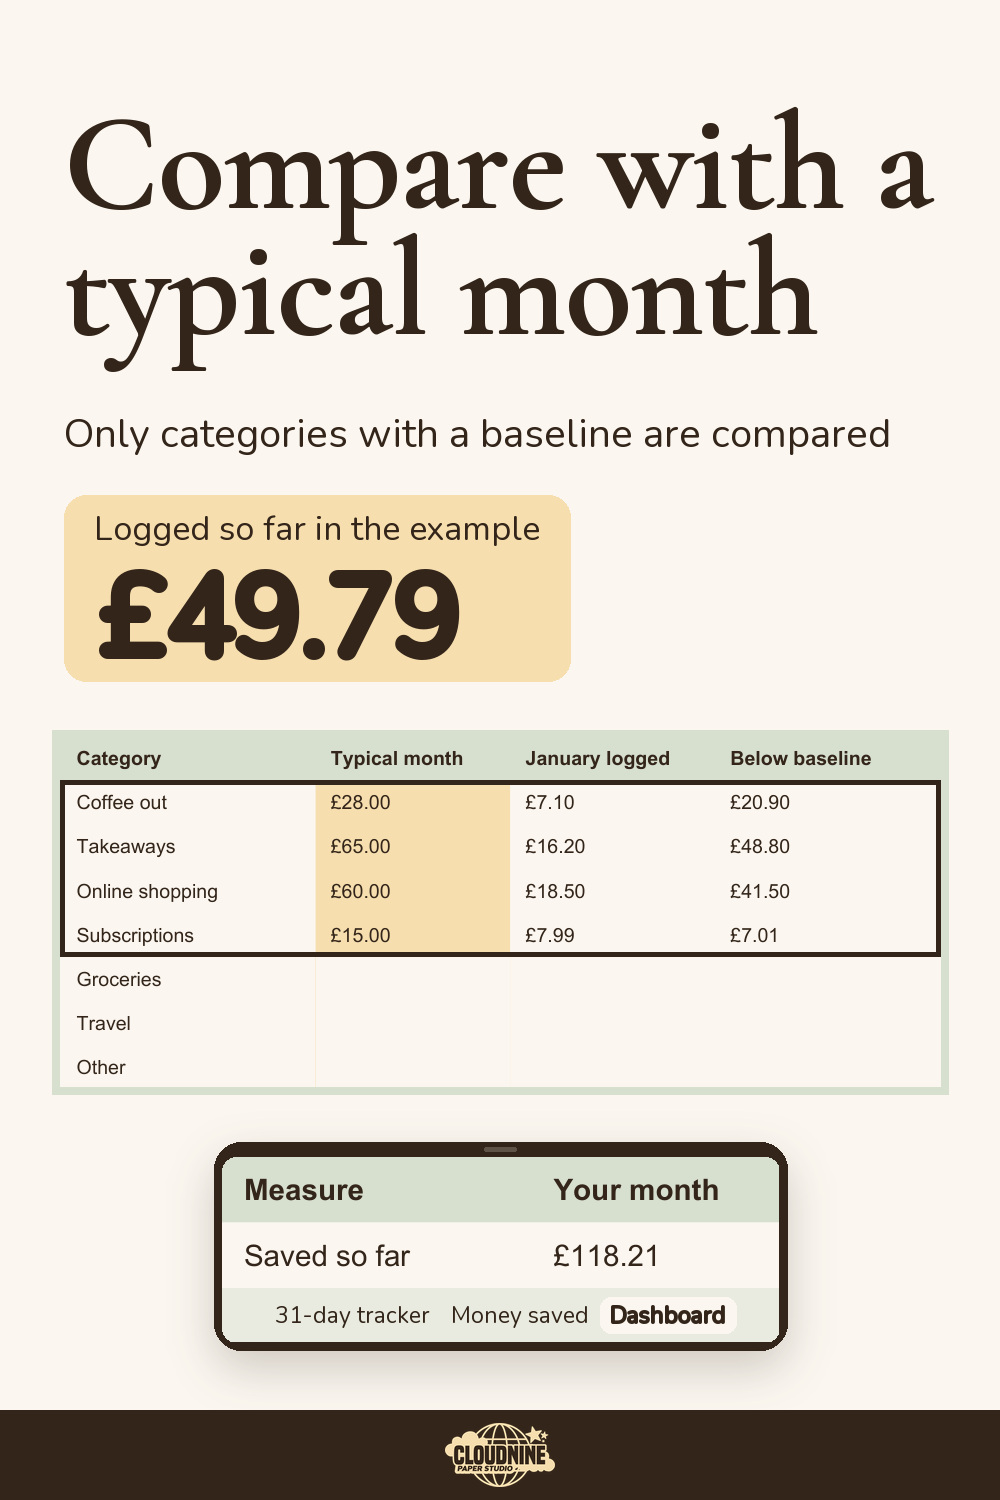 Compare with a
typical month
Only categories with a baseline are compared
Logged so far in the example
£49.79
Category Typical month January logged Below baseline
Coffee out £28.00 £7.10 £20.90
Takeaways £65.00 £16.20 £48.80
Online shopping £60.00 £18.50 £41.50
Subscriptions £15.00 £7.99 £7.01
Groceries
Travel
Other
Measure Your month
Saved so far £118.21
31-day tracker Money saved Dashboard
CLOUDNINE
PAPER STUDIO